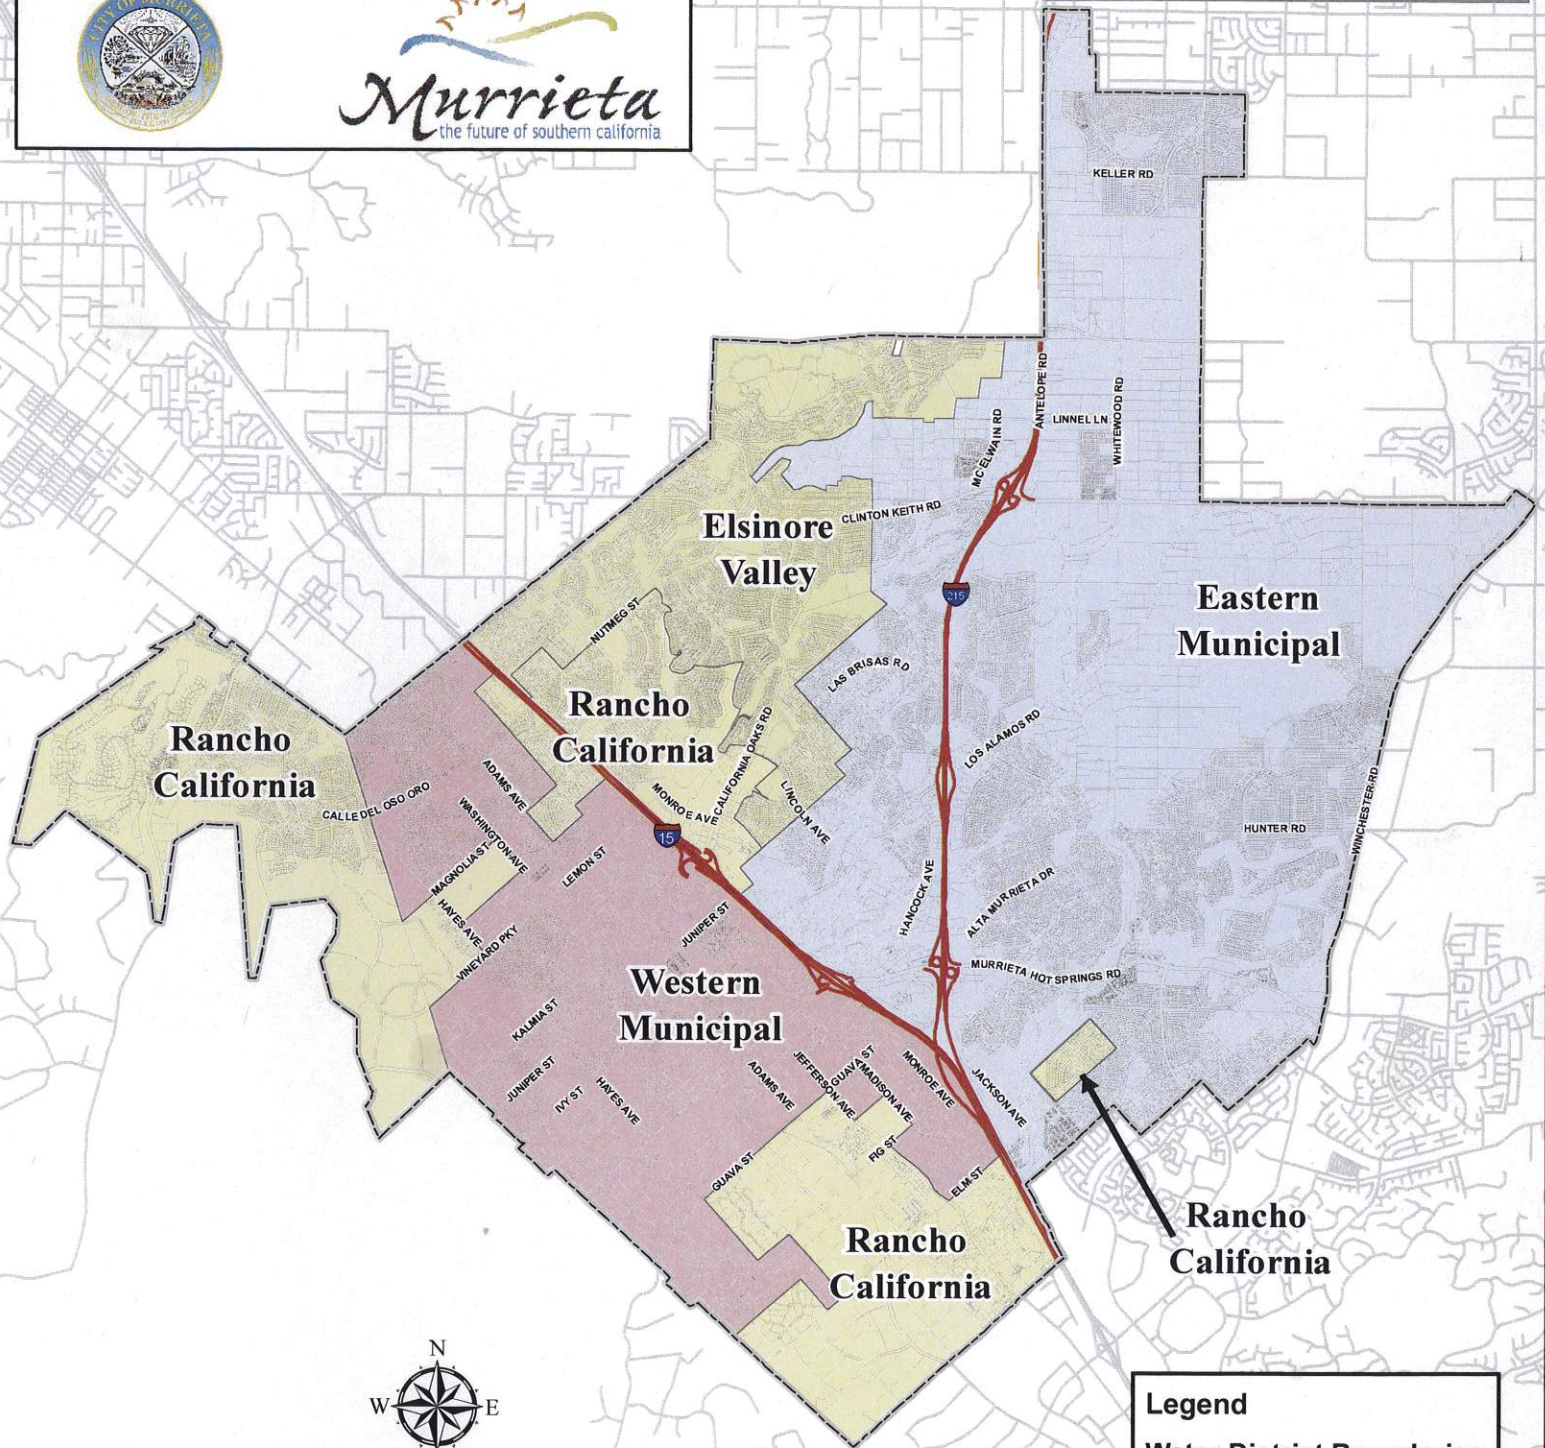 CITY OF MURRIETA
Murrieta
the future of southern california
KELLER RD
ANTELOPE RD
LINNEL LN
WHITEWOOD RD
MC ELWAIN RD
CLINTON KEITH RD
Elsinore
Valley
215
Eastern
Municipal
NUTMEG ST
LAS BRISAS RD
Rancho
California
Rancho
California
CALIFORNIA OAKS RD
LOS ALAMOS RD
CALLE DEL OSO ORO
ADAMS AVE
MONROE AVE
LINCOLN AVE
WINCHESTER RD
WASHINGTON AVE
15
HUNTER RD
MAGNOLIA ST
LEMON ST
HANCOCK AVE
ALTA MURRIETA DR
HAYES AVE
VINEYARD PKY
JUNIPER ST
MURRIETA HOT SPRINGS RD
Western
Municipal
KALMIA ST
JUNIPER ST
IVY ST
HAYES AVE
ADAMS AVE
JEFFERSON AVE
GUAVA ST
MADISON AVE
MONROE AVE
JACKSON AVE
FIG ST
GUAVA ST
ELM ST
Rancho
California
Rancho
California
N
W
E
Legend